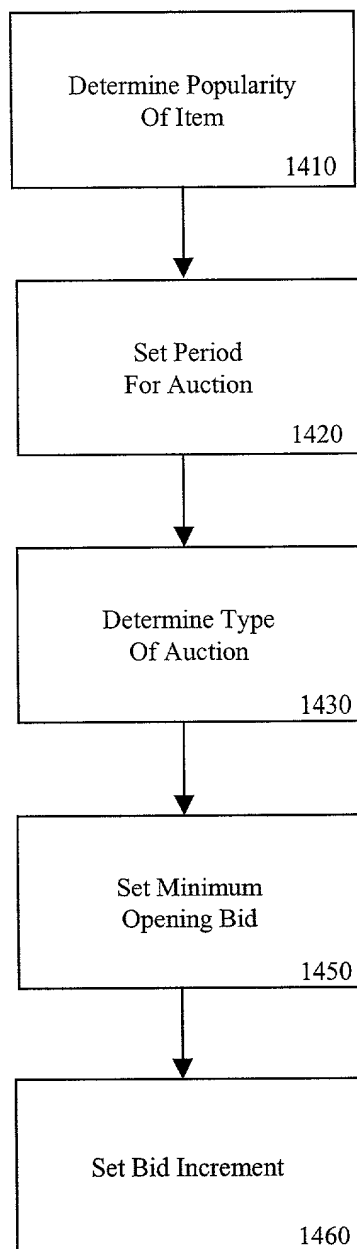 Determine Popularity
Of Item
1410
Set Period
For Auction
1420
Determine Type
Of Auction
1430
Set Minimum
Opening Bid
1450
Set Bid Increment
1460